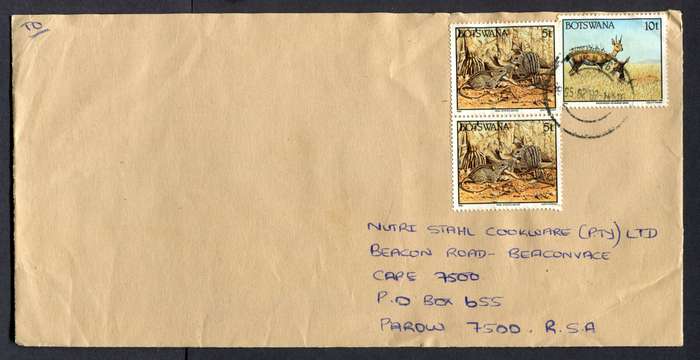 TO
BOTSWANA 5t
BOTSWANA 10t
BOTSWANA 5t
NUTRI STAHL COOKWARE (PTY) LTD
BEACON ROAD- BEACONVACE
CAPE 7500
P.O BOX 655
PAROW 7500. R.S.A